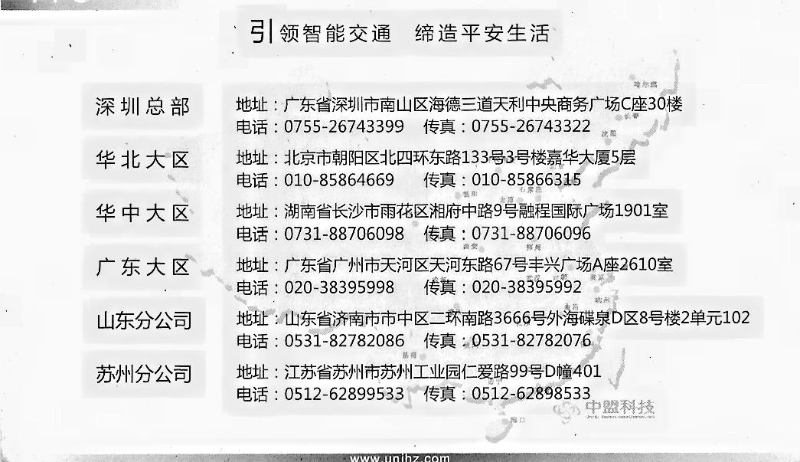 引领智能交通 缔造平安生活
深圳总部
地址：广东省深圳市南山区海德三道天利中央商务广场C座30楼
电话：0755-26743399 传真：0755-26743322
华北大区
地址：北京市朝阳区北四环东路133号3号楼嘉华大厦5层
电话：010-85864669 传真：010-85866315
华中大区
地址：湖南省长沙市雨花区湘府中路9号融程国际广场1901室
电话：0731-88706098 传真：0731-88706096
广东大区
地址：广东省广州市天河区天河东路67号丰兴广场A座2610室
电话：020-38395998 传真：020-38395992
山东分公司
地址：山东省济南市市中区二环南路3666号外海碟泉D区8号楼2单元102
电话：0531-82782086 传真：0531-82782076
苏州分公司
地址：江苏省苏州市苏州工业园仁爱路99号D幢401
电话：0512-62899533 传真：0512-62898533
中盟科技
www.unihz.com